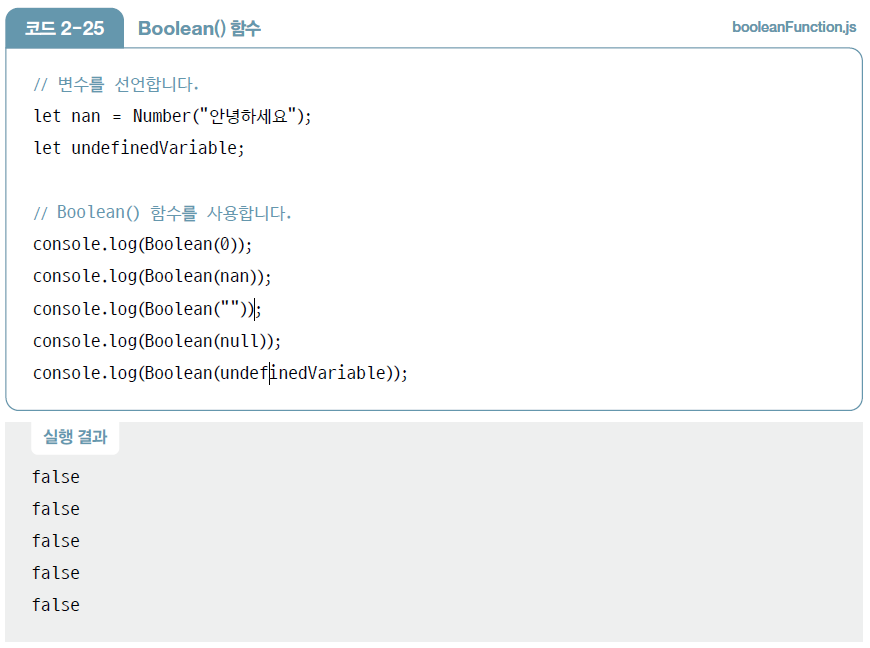 코드 2-25 Boolean() 함수 booleanFunction.js
// 변수를 선언합니다.
let nan = Number("안녕하세요");
let undefinedVariable;
// Boolean() 함수를 사용합니다.
console.log(Boolean(0));
console.log(Boolean(nan));
console.log(Boolean(""));
console.log(Boolean(null));
console.log(Boolean(undefinedVariable));
실행 결과
false
false
false
false
false